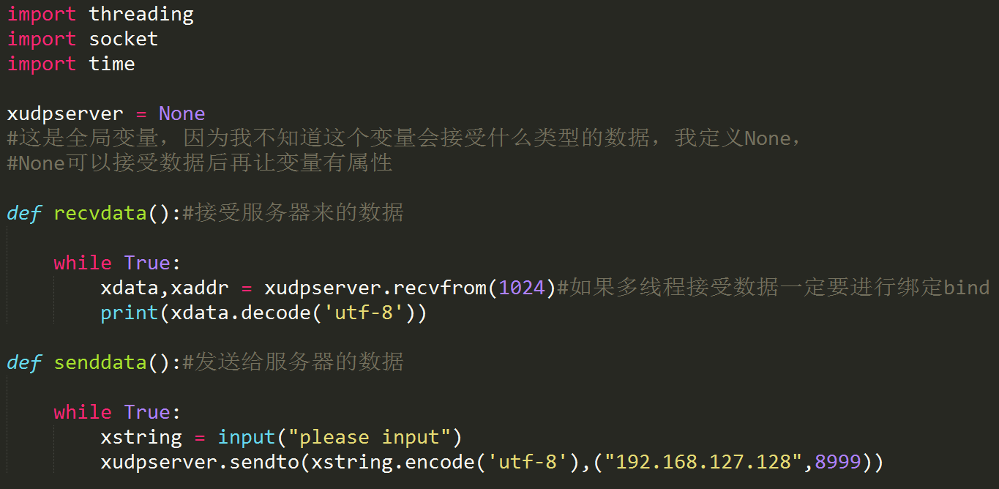 import threading
import socket
import time
xudpserver = None
#这是全局变量，因为我不知道这个变量会接受什么类型的数据，我定义None，
#None可以接受数据后再让变量有属性
def recvdata():#接受服务器来的数据
while True:
xdata,xaddr = xudpserver.recvfrom(1024)#如果多线程接受数据一定要进行绑定bind
print(xdata.decode('utf-8'))
def senddata():#发送给服务器的数据
while True:
xstring = input("please input")
xudpserver.sendto(xstring.encode('utf-8'),("192.168.127.128",8999))